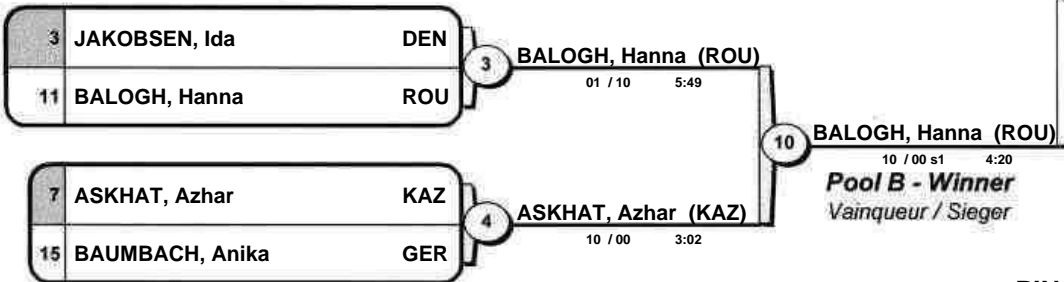 3 JAKOBSEN, Ida DEN
11 BALOGH, Hanna ROU
3
BALOGH, Hanna (ROU)
01 / 10 5:49
7 ASKHAT, Azhar KAZ
15 BAUMBACH, Anika GER
4
ASKHAT, Azhar (KAZ)
10 / 00 3:02
10
BALOGH, Hanna (ROU)
10 / 00 s1 4:20
Pool B - Winner
Vainqueur / Sieger